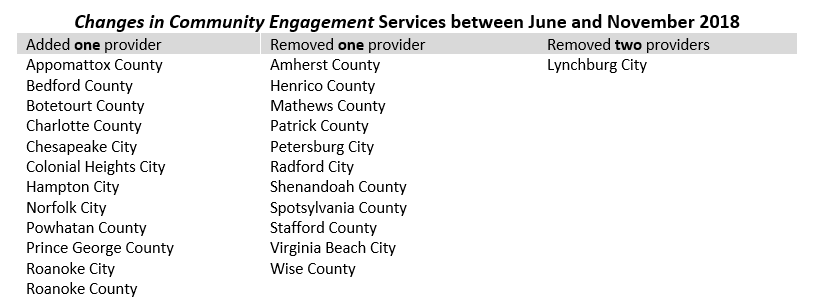 Changes in Community Engagement Services between June and November 2018
Added one provider Removed one provider Removed two providers
Appomattox County Amherst County Lynchburg City
Bedford County Henrico County
Botetourt County Mathews County
Charlotte County Patrick County
Chesapeake City Petersburg City
Colonial Heights City Radford City
Hampton City Shenandoah County
Norfolk City Spotsylvania County
Powhatan County Stafford County
Prince George County Virginia Beach City
Roanoke City Wise County
Roanoke County